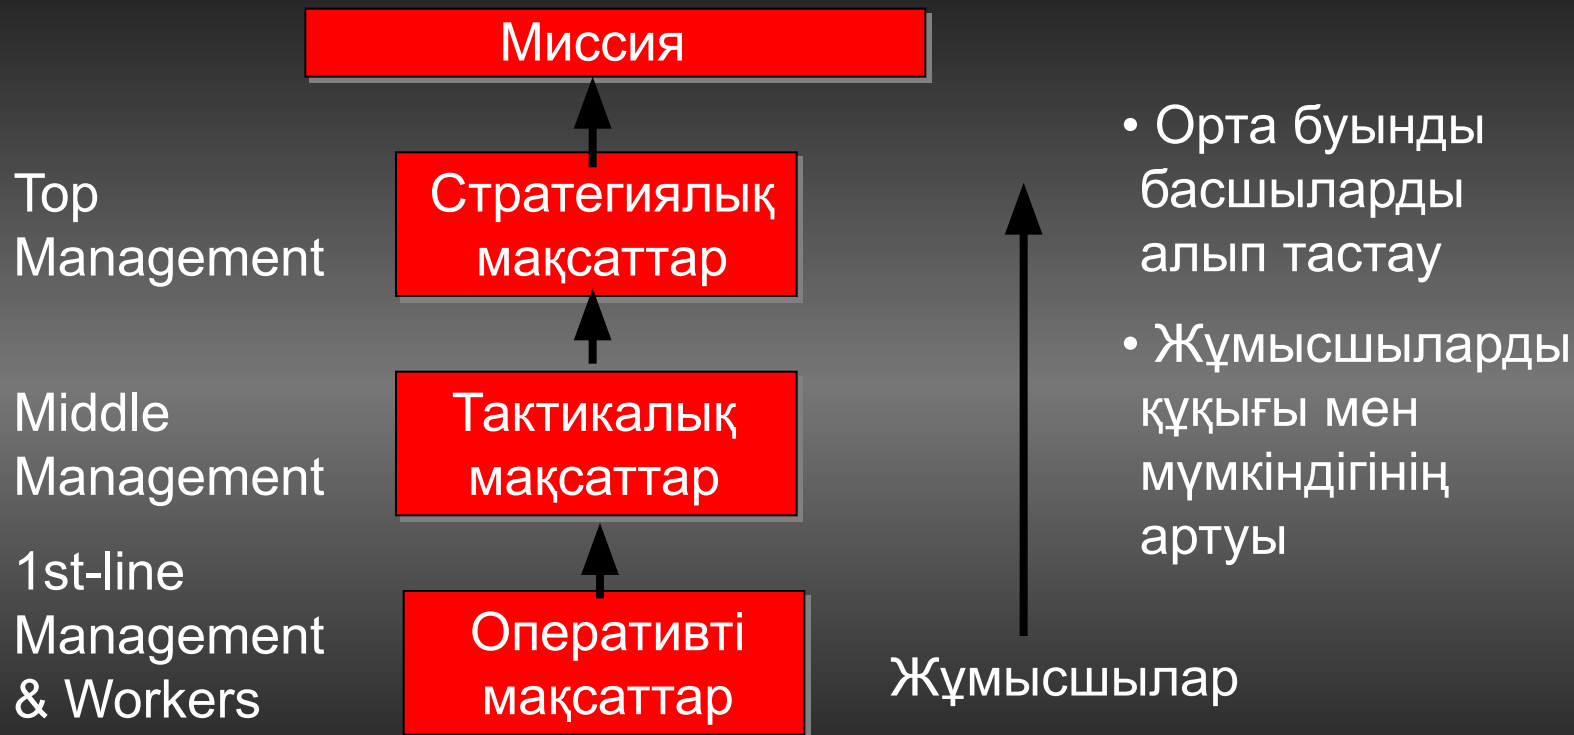 Миссия
Top
Management
Стратегиялық
мақсаттар
Middle
Management
Тактикалық
мақсаттар
1st-line
Management
& Workers
Оперативті
мақсаттар
• Орта буынды
басшыларды
алып тастау
• Жұмысшыларды
құқығы мен
мүмкіндігінің
артуы
Жұмысшылар